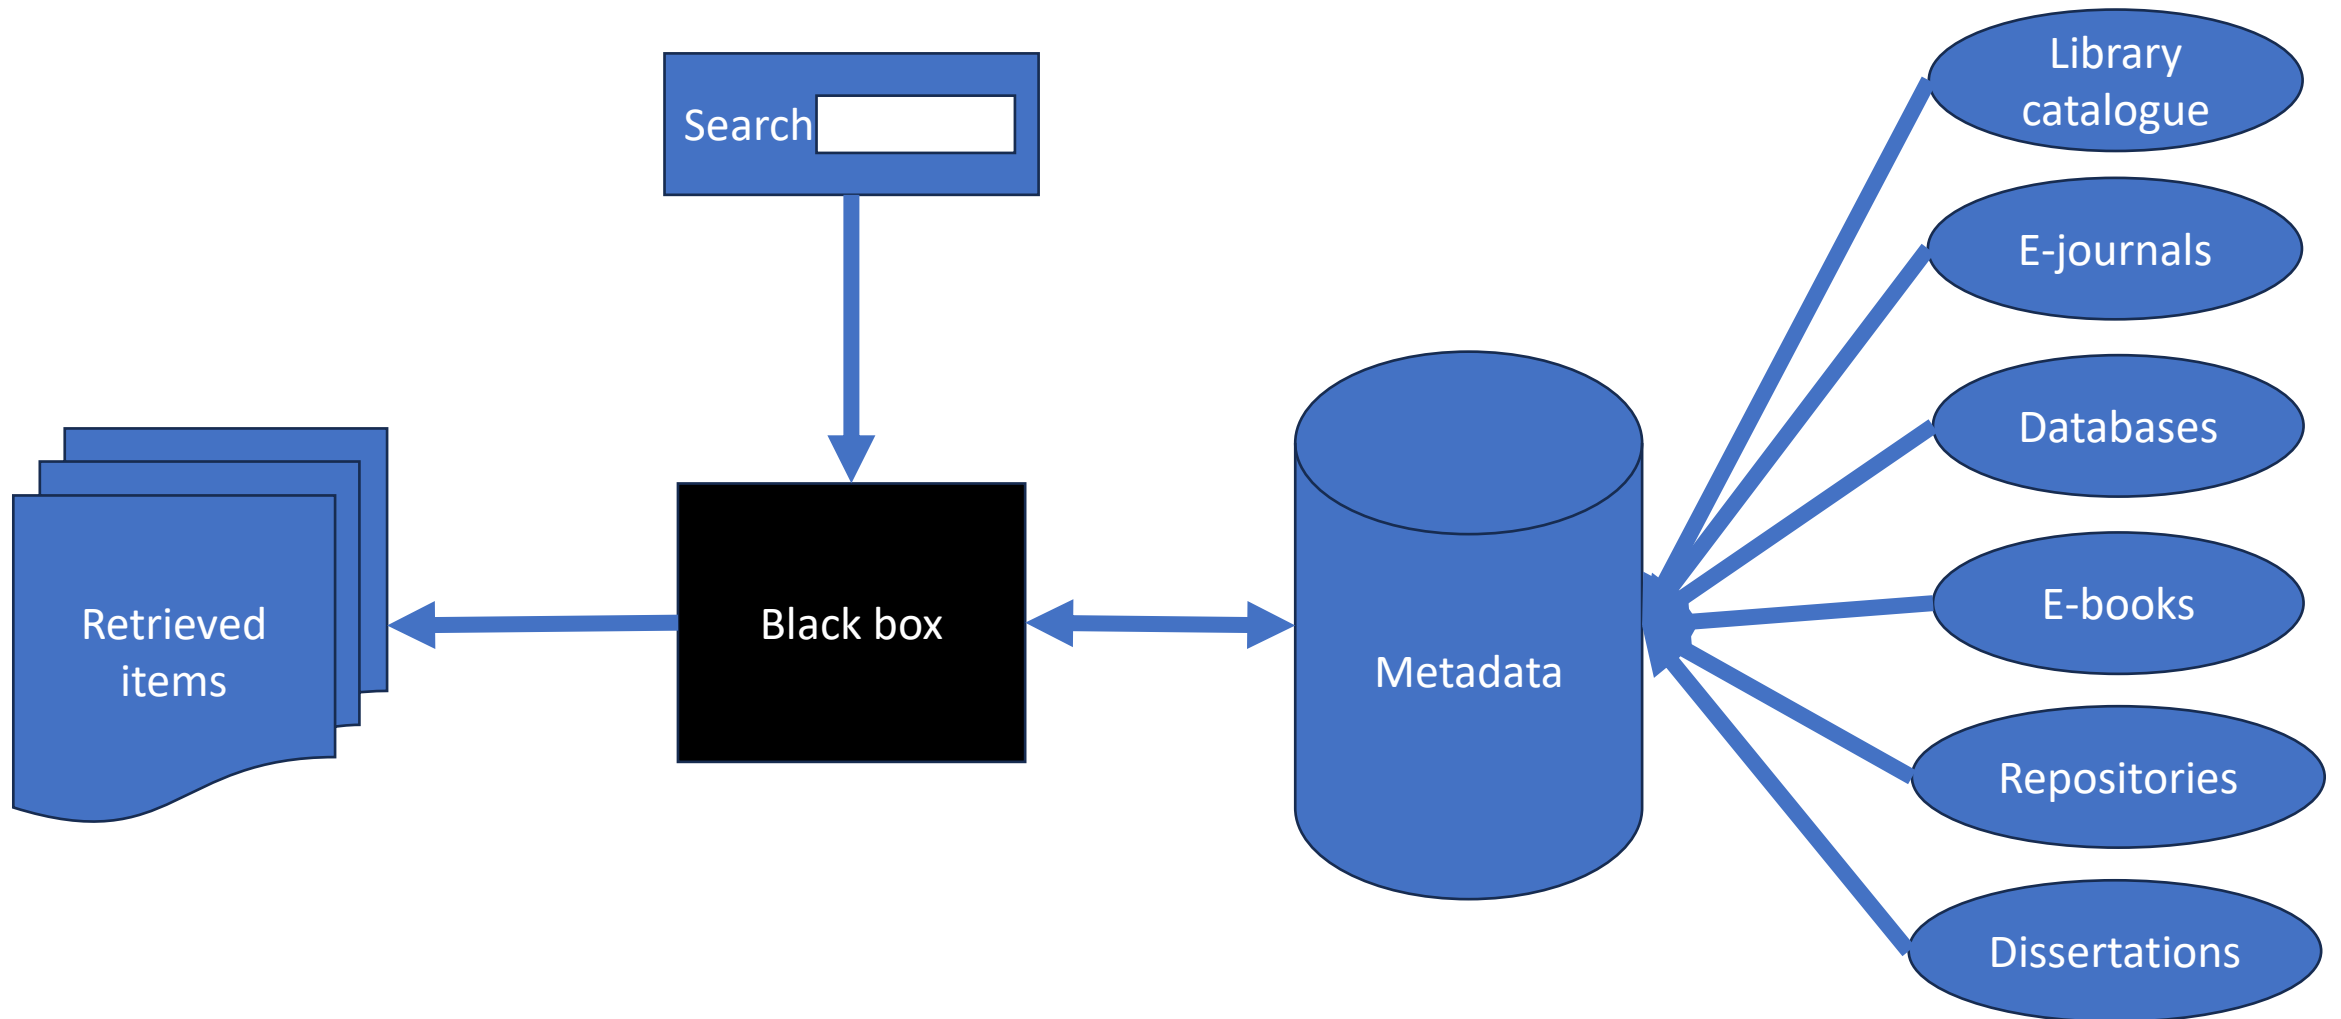 Search
Library
catalogue
E-journals
Databases
E-books
Repositories
Dissertations
Metadata
Black box
Retrieved
items